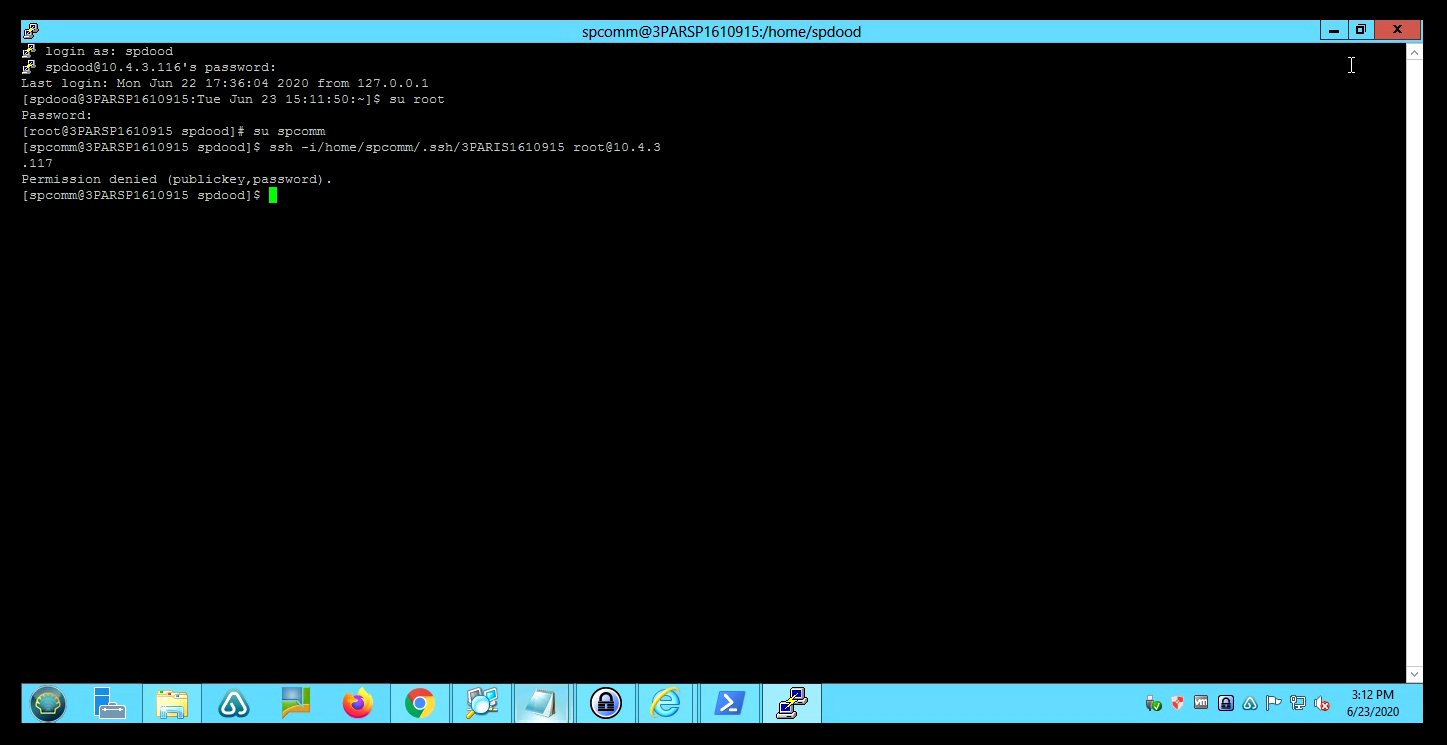 spcomm@3PARSP1610915:/home/spdood
login as: spdood
spdood@10.4.3.116's password:
Last login: Mon Jun 22 17:36:04 2020 from 127.0.0.1
[spdood@3PARSP1610915:Tue Jun 23 15:11:50:~]$ su root
Password:
[root@3PARSP1610915 spdood]# su spcomm
[spcomm@3PARSP1610915 spdood]$ ssh -i/home/spcomm/.ssh/3PARIS1610915 root@10.4.3
.117
Permission denied (publickey,password).
[spcomm@3PARSP1610915 spdood]$
vm
3:12 PM
6/23/2020